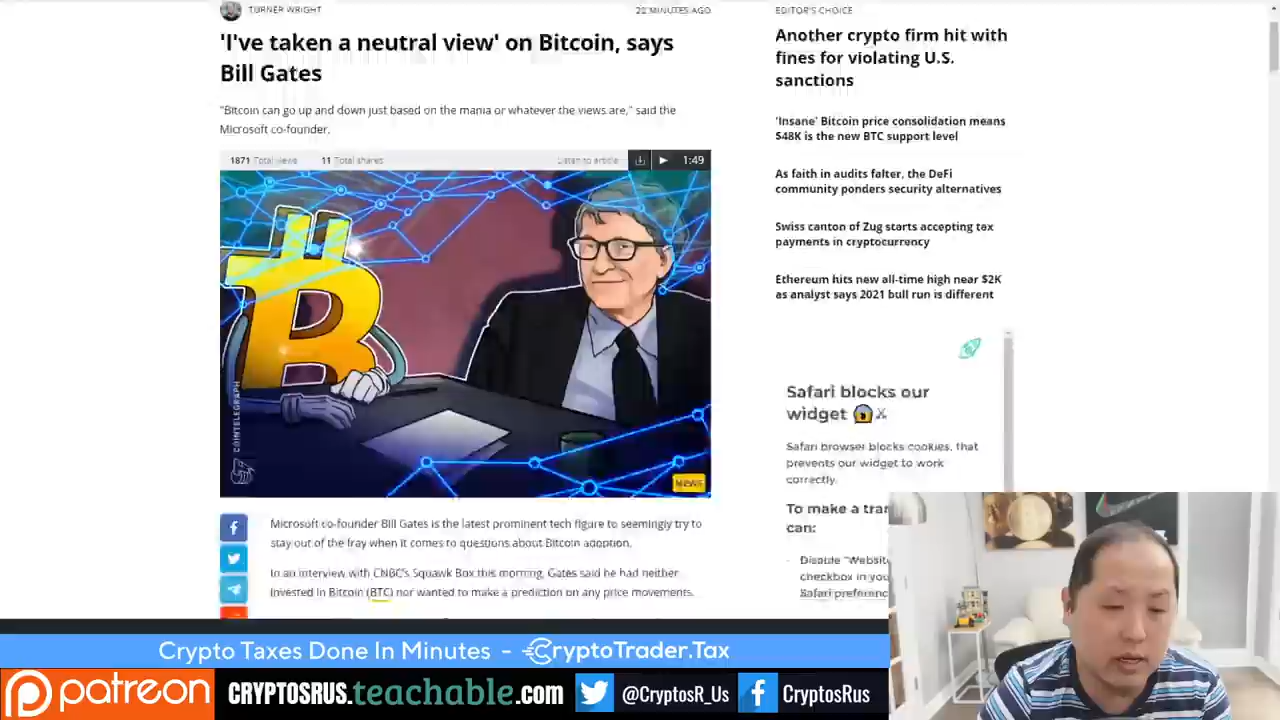 TURNER WRIGHT
22 MINUTES AGO
'I've taken a neutral view' on Bitcoin, says
Bill Gates
"Bitcoin can go up and down just based on the mania or whatever the views are," said the
Microsoft co-founder.
1871 Total views
11 Total shares
Listen to article
1:49
COINTELEGRAPH
NEWS
Microsoft co-founder Bill Gates is the latest prominent tech figure to seemingly try to
stay out of the fray when it comes to questions about Bitcoin adoption.
In an interview with CNBC's Squawk Box this morning, Gates said he had neither
invested in Bitcoin (BTC) nor wanted to make a prediction on any price movements.
EDITOR'S CHOICE
Another crypto firm hit with
fines for violating U.S.
sanctions
'Insane' Bitcoin price consolidation means
$48K is the new BTC support level
As faith in audits falter, the DeFi
community ponders security alternatives
Swiss canton of Zug starts accepting tax
payments in cryptocurrency
Ethereum hits new all-time high near $2K
as analyst says 2021 bull run is different
Safari blocks our
widget
Safari browser blocks cookies, that
prevents our widget to work
correctly.
To make a tran
can:
Disable "Website
checkbox in you
Safari preferenc
Crypto Taxes Done In Minutes - CryptoTrader.Tax
patreon
CRYPTOSRUS.teachable.com
@CryptosR_Us
CryptosRus